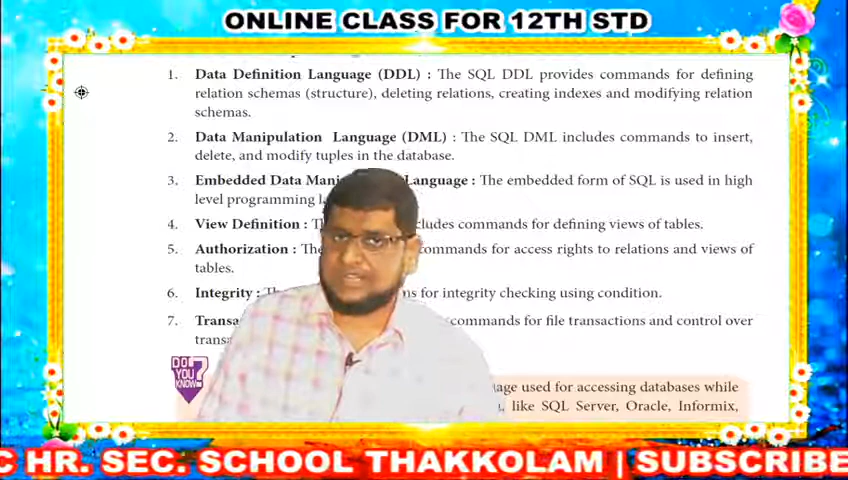 ONLINE CLASS FOR 12TH STD
1. Data Definition Language (DDL) : The SQL DDL provides commands for defining
relation schemas (structure), deleting relations, creating indexes and modifying relation
schemas.
2. Data Manipulation Language (DML) : The SQL DML includes commands to insert,
delete, and modify tuples in the database.
3. Embedded Data Language : The embedded form of SQL is used in high
level programming
4. View Definition : cludes commands for defining views of tables.
5. Authorization : The commands for access rights to relations and views of
tables.
6. Integrity : for integrity checking using condition.
7. commands for file transactions and control over
DO YOU KNOW?
used for accessing databases while
like SQL Server, Oracle, Informix,
C HR. SEC. SCHOOL THAKKOLAM | SUBSCRIBE